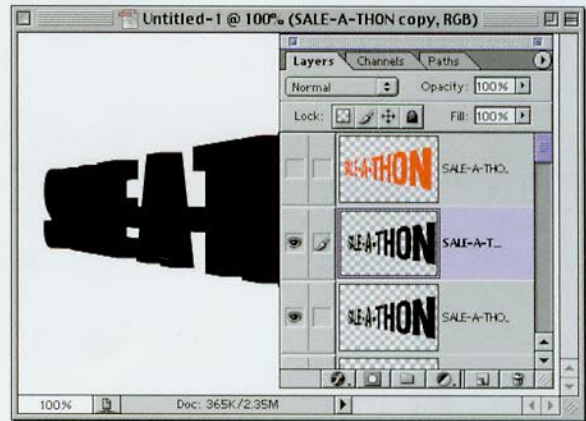 Untitled-1 @ 100% (SALE-A-THON copy, RGB)
Layers Channels Paths
Normal Opacity: 100%
Lock: Fill: 100%
SALE-A-THON SALE-A-THO..
SALE-A-THON SALE-A-T...
SALE-A-THON SALE-A-THO..
100% Doc: 365K/2.35M